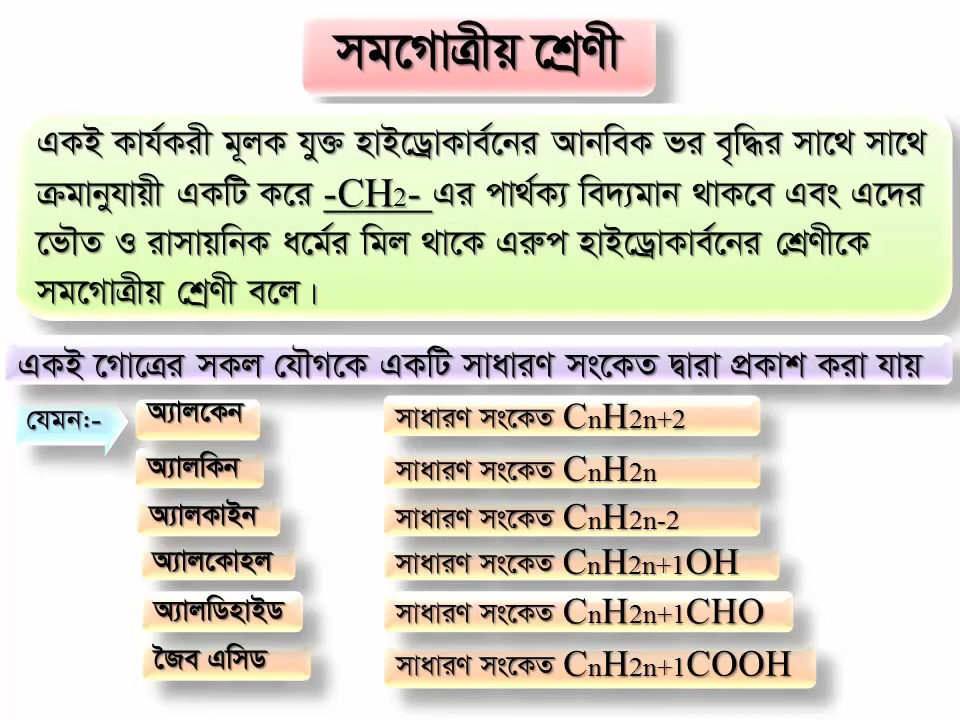 সমগোত্রীয় শ্রেণী
একই কার্যকরী মূলক যুক্ত হাইড্রোকার্বনের আনবিক ভর বৃদ্ধির সাথে সাথে
ক্রমানুযায়ী একটি করে -CH2- এর পার্থক্য বিদ্যমান থাকবে এবং এদের
ভৌত ও রাসায়নিক ধর্মের মিল থাকে এরুপ হাইড্রোকার্বনের শ্রেণীকে
সমগোত্রীয় শ্রেণী বলে।
একই গোত্রের সকল যৌগকে একটি সাধারণ সংকেত দ্বারা প্রকাশ করা যায়
যেমন:- অ্যালকেন সাধারণ সংকেত CnH2n+2
অ্যালকিন সাধারণ সংকেত CnH2n
অ্যালকাইন সাধারণ সংকেত CnH2n-2
অ্যালকোহল সাধারণ সংকেত CnH2n+1OH
অ্যালডিহাইড সাধারণ সংকেত CnH2n+1CHO
জৈব এসিড সাধারণ সংকেত CnH2n+1COOH